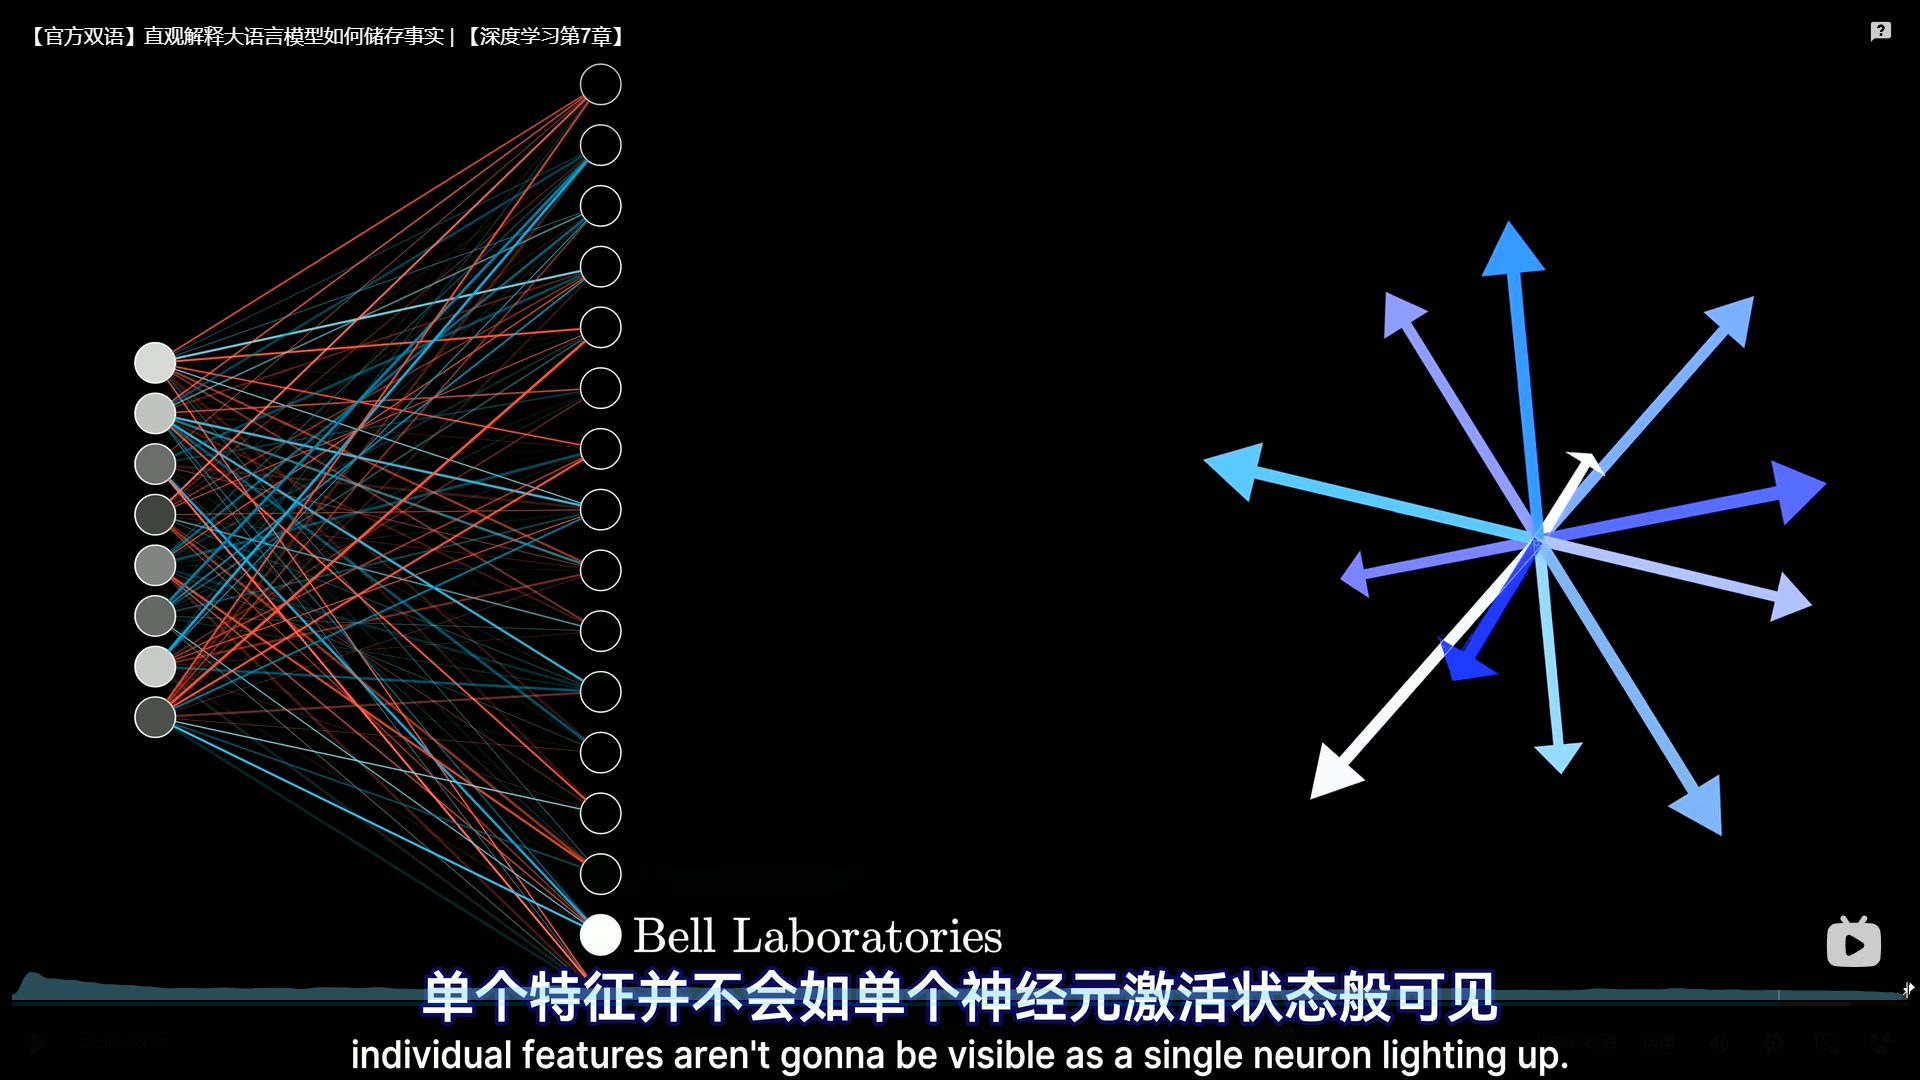 【官方双语】直观解释大语言模型如何储存事实 | 【深度学习第7章】
Bell Laboratories
单个特征并不会如单个神经元激活状态般可见
individual features aren't gonna be visible as a single neuron lighting up.